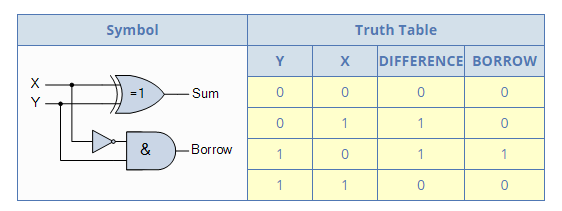 Symbol Truth Table
Y X DIFFERENCE BORROW
X
Y
=1
Sum
&
Borrow
0 0 0 0
0 1 1 0
1 0 1 1
1 1 0 0